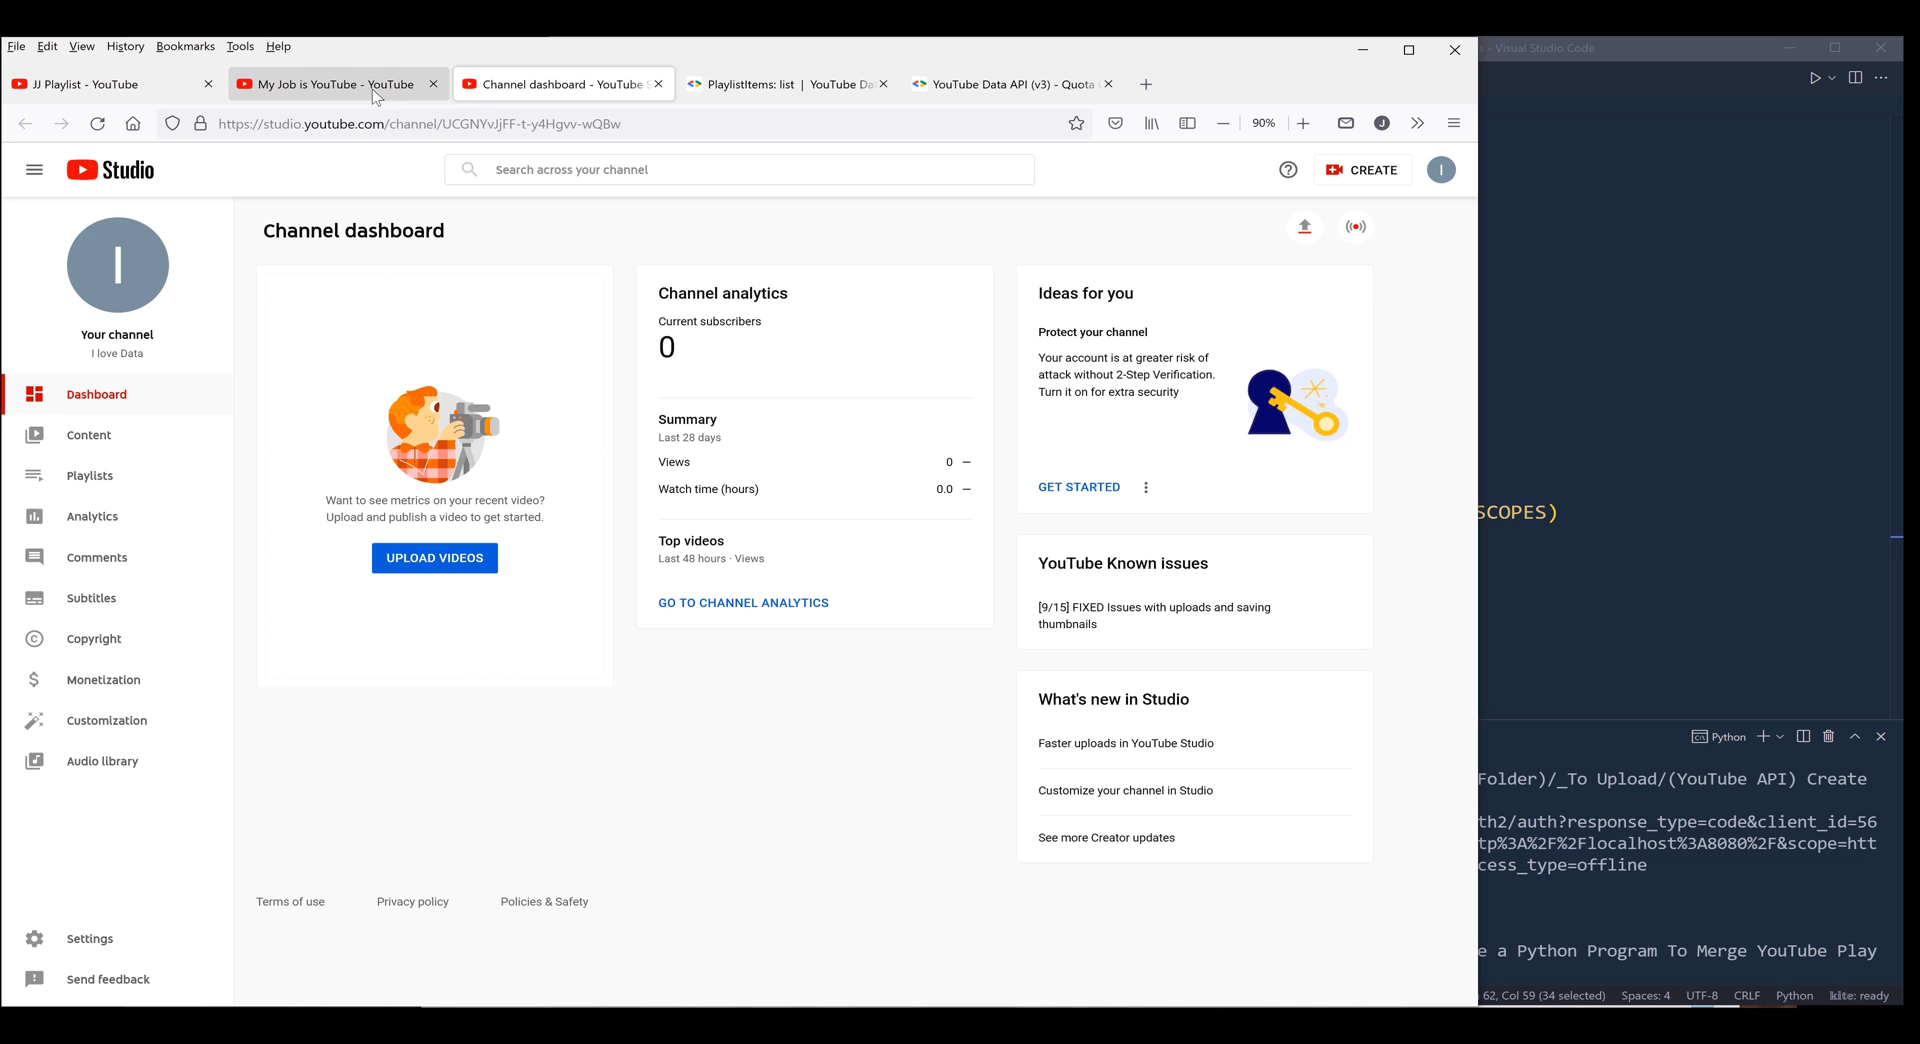 File Edit View History Bookmarks Tools Help
- Visual Studio Code
JJ Playlist - YouTube
My Job is YouTube - YouTube
Channel dashboard - YouTube S
PlaylistItems: list | YouTube Da
YouTube Data API (v3) - Quota
https://studio.youtube.com/channel/UCGNYvJjFF-t-y4Hgvv-wQBw
90%
J
Studio
Search across your channel
CREATE
I
I
Your channel
I love Data
Dashboard
Content
Playlists
Analytics
Comments
Subtitles
Copyright
Monetization
Customization
Audio library
Settings
Send feedback
Channel dashboard
Want to see metrics on your recent video?
Upload and publish a video to get started.
UPLOAD VIDEOS
Channel analytics
Current subscribers
0
Summary
Last 28 days
Views 0 —
Watch time (hours) 0.0 —
Top videos
Last 48 hours · Views
GO TO CHANNEL ANALYTICS
Ideas for you
Protect your channel
Your account is at greater risk of
attack without 2-Step Verification.
Turn it on for extra security
GET STARTED
YouTube Known issues
[9/15] FIXED Issues with uploads and saving
thumbnails
What's new in Studio
Faster uploads in YouTube Studio
Customize your channel in Studio
See more Creator updates
Terms of use
Privacy policy
Policies & Safety
SCOPES)
Python
Folder)/_To Upload/(YouTube API) Create
th2/auth?response_type=code&client_id=56
tp%3A%2F%2Flocalhost%3A8080%2F&scope=htt
cess_type=offline
e a Python Program To Merge YouTube Play
62, Col 59 (34 selected) Spaces: 4 UTF-8 CRLF Python kite: ready